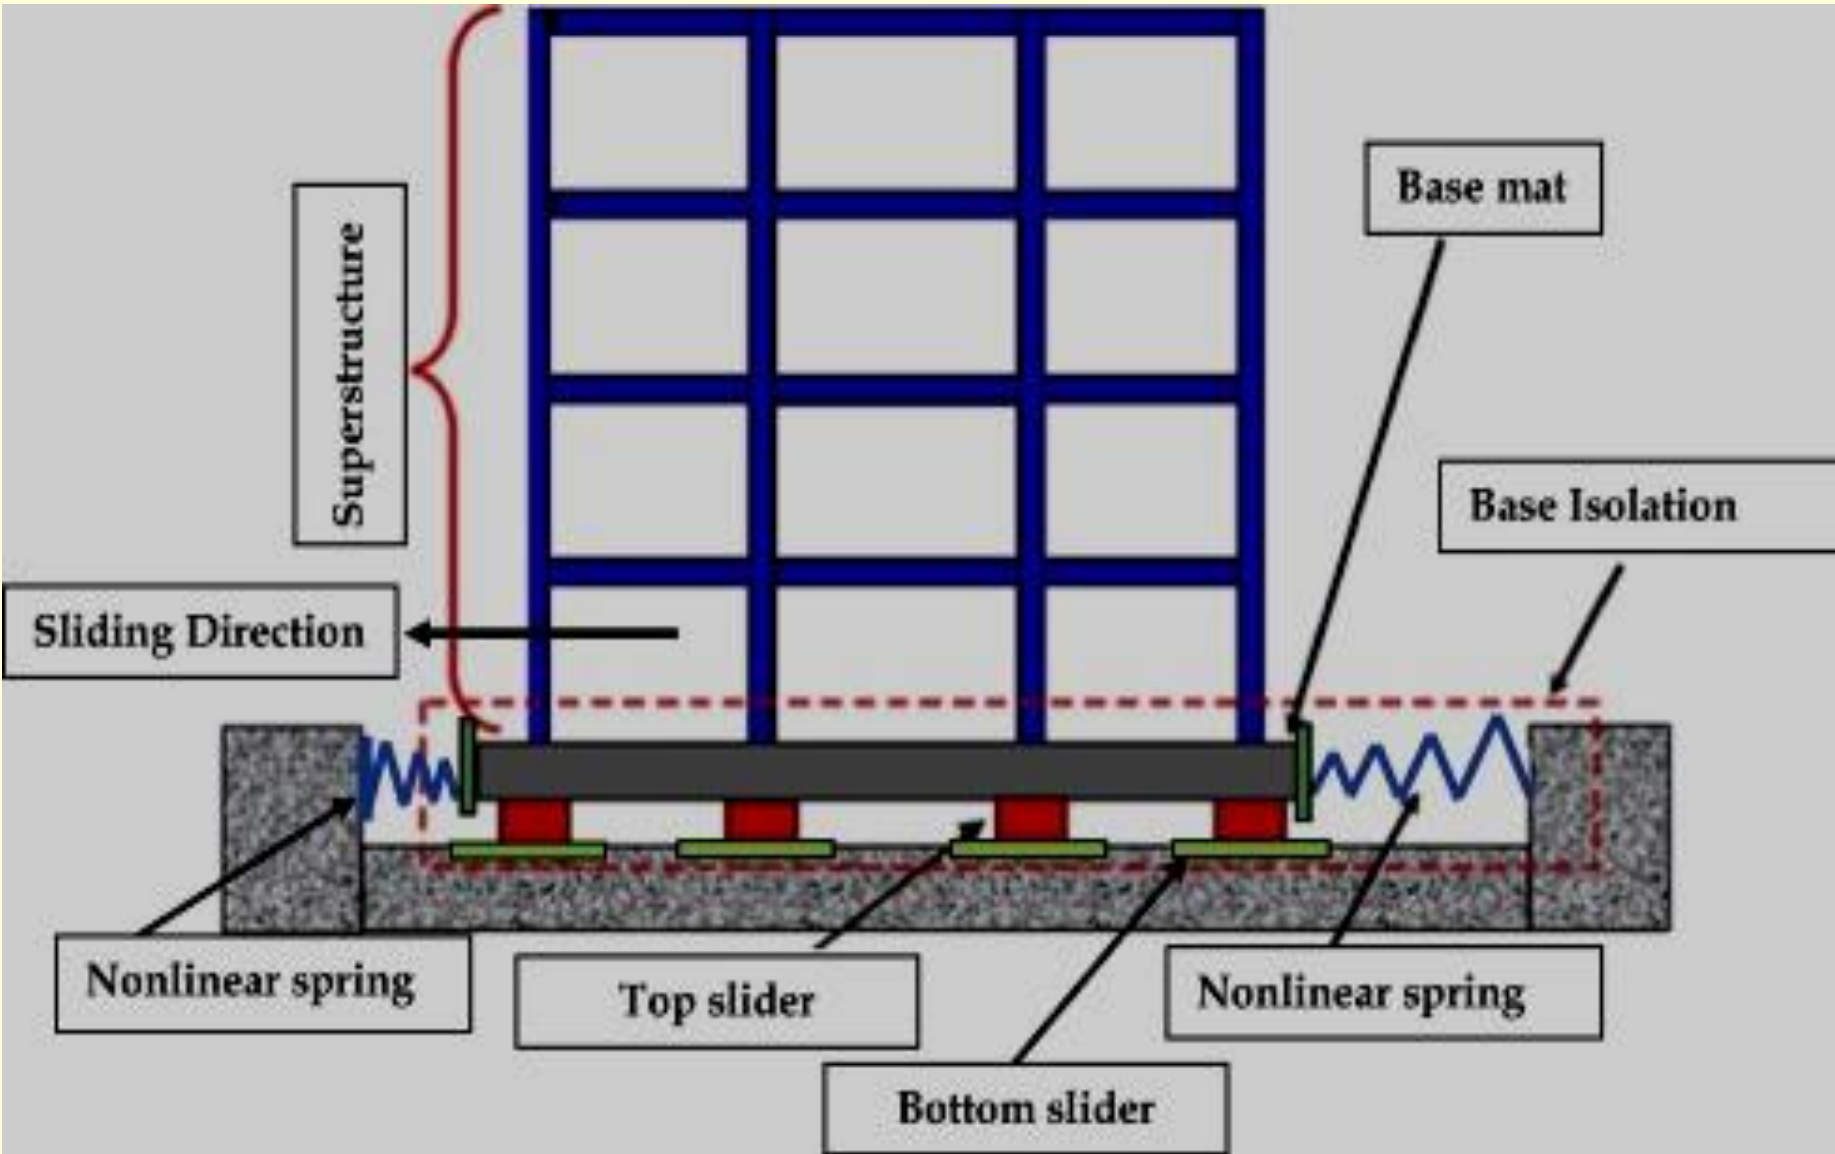 Base mat
Superstructure
Base Isolation
Sliding Direction
Nonlinear spring
Top slider
Nonlinear spring
Bottom slider